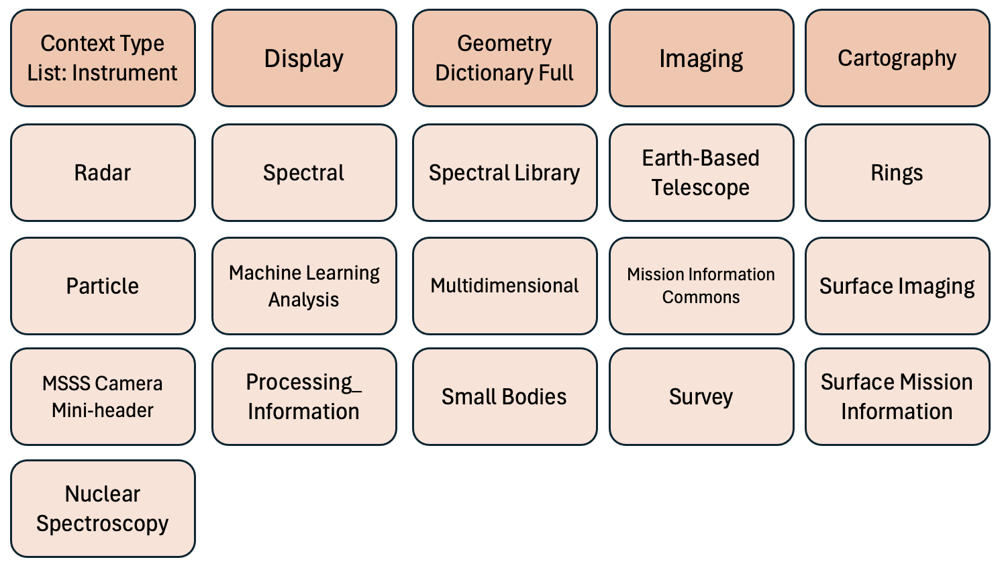 Context Type
List: Instrument
Display
Geometry
Dictionary Full
Imaging
Cartography
Radar
Spectral
Spectral Library
Earth-Based
Telescope
Rings
Particle
Machine Learning
Analysis
Multidimensional
Mission Information
Commons
Surface Imaging
MSSS Camera
Mini-header
Processing_
Information
Small Bodies
Survey
Surface Mission
Information
Nuclear
Spectroscopy